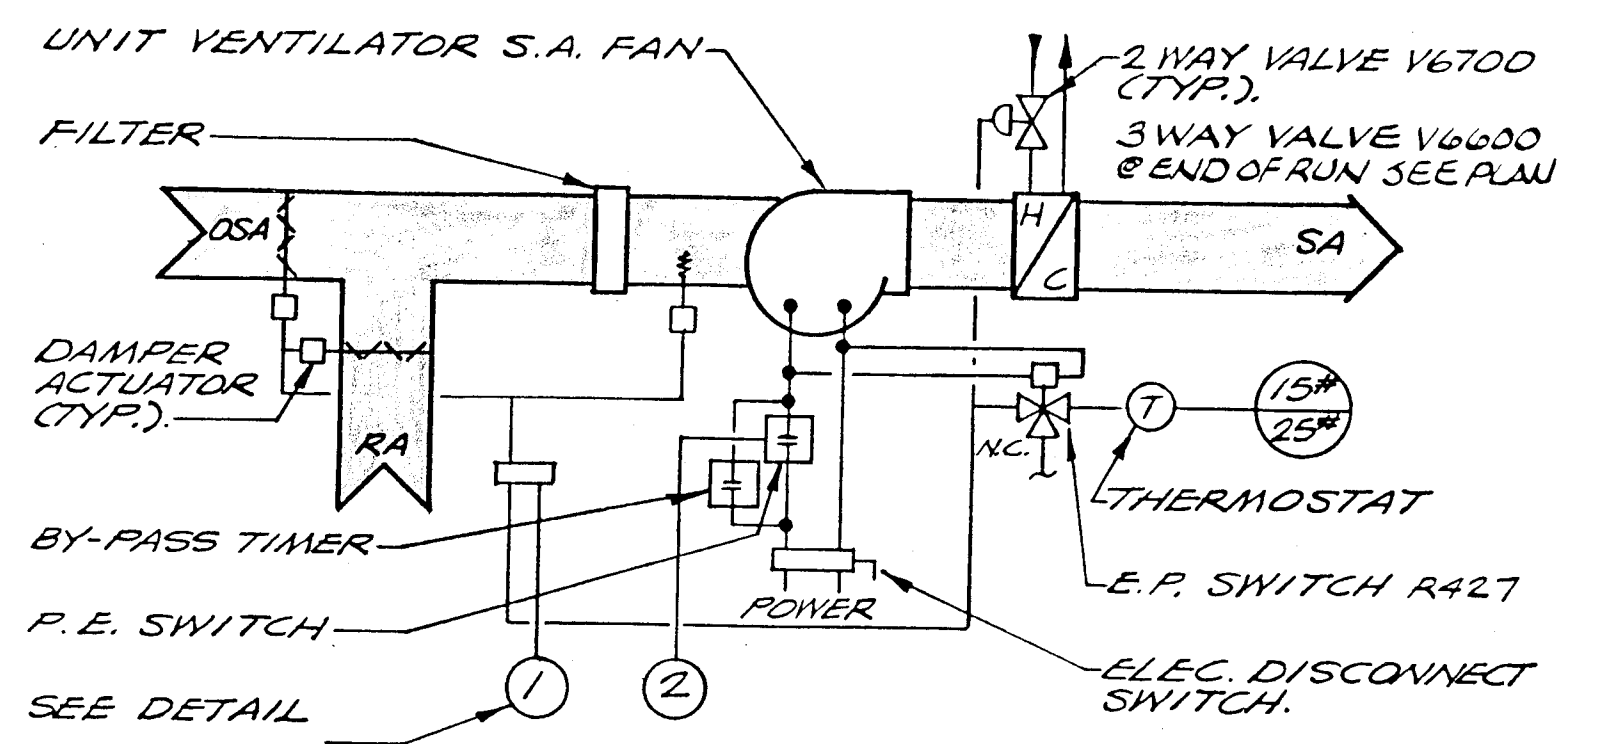 UNIT VENTILATOR S.A. FAN
FILTER
2 WAY VALVE V6700
(TYP.).
3 WAY VALVE V6600
@ END OF RUN SEE PLAN
OSA
H
C
SA
DAMPER
ACTUATOR
(TYP.).
RA
T
15#
25#
N.C.
THERMOSTAT
BY-PASS TIMER
P.E. SWITCH
POWER
E.P. SWITCH R427
ELEC. DISCONNECT
SWITCH.
SEE DETAIL
1
2